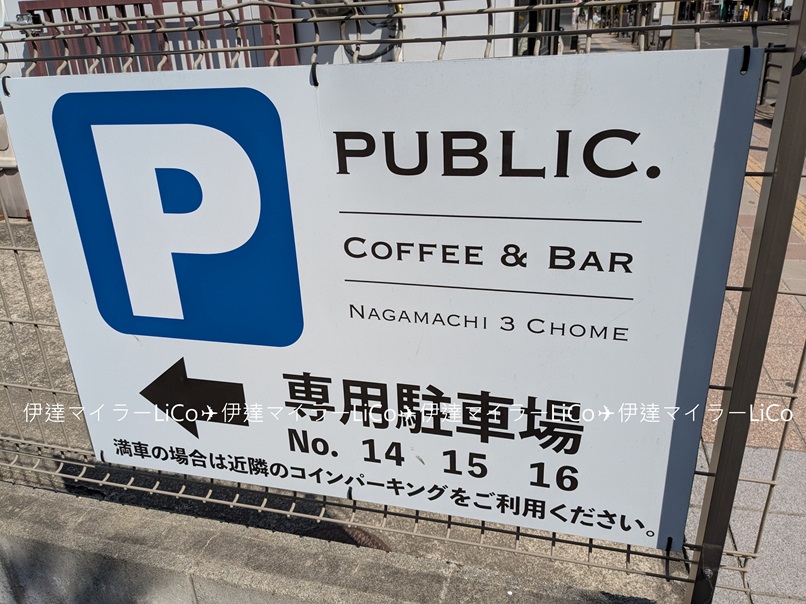 P
PUBLIC.
COFFEE & BAR
NAGAMACHI 3 CHOME
専用駐車場
伊達マイラーLiCo✈伊達マイラーLiCo✈伊達マイラーLiCo✈伊達マイラーLiCo
No. 14 15 16
満車の場合は近隣のコインパーキングをご利用ください。